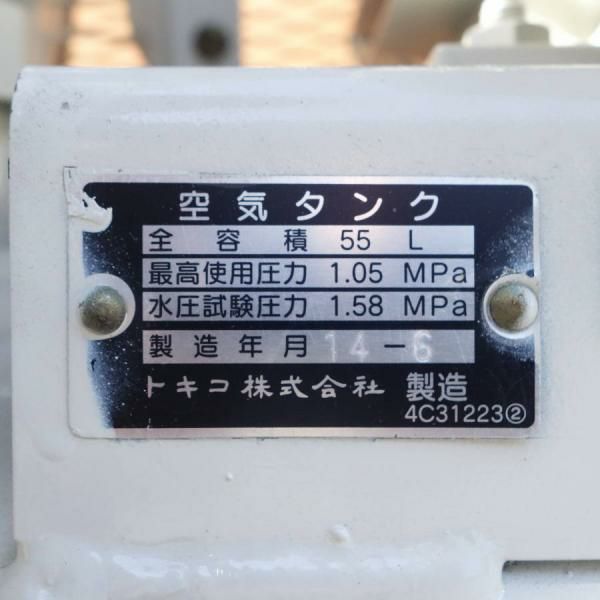 空気タンク
全容積 55 L
最高使用圧力 1.05 MPa
水圧試験圧力 1.58 MPa
製造年月 14-6
トキコ株式会社 製造
4C31223②